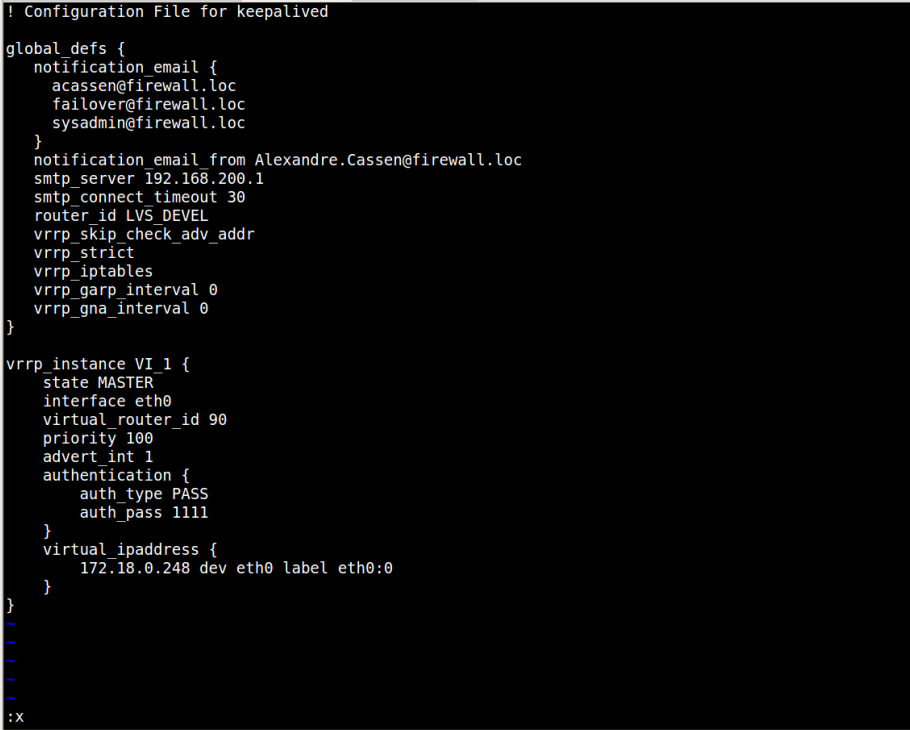 ! Configuration File for keepalived

global_defs {
   notification_email {
     acassen@firewall.loc
     failover@firewall.loc
     sysadmin@firewall.loc
   }
   notification_email_from Alexandre.Cassen@firewall.loc
   smtp_server 192.168.200.1
   smtp_connect_timeout 30
   router_id LVS_DEVEL
   vrrp_skip_check_adv_addr
   vrrp_strict
   vrrp_iptables
   vrrp_garp_interval 0
   vrrp_gna_interval 0
}

vrrp_instance VI_1 {
    state MASTER
    interface eth0
    virtual_router_id 90
    priority 100
    advert_int 1
    authentication {
        auth_type PASS
        auth_pass 1111
    }
    virtual_ipaddress {
        172.18.0.248 dev eth0 label eth0:0
    }
}
~
~
~
~
~
:x